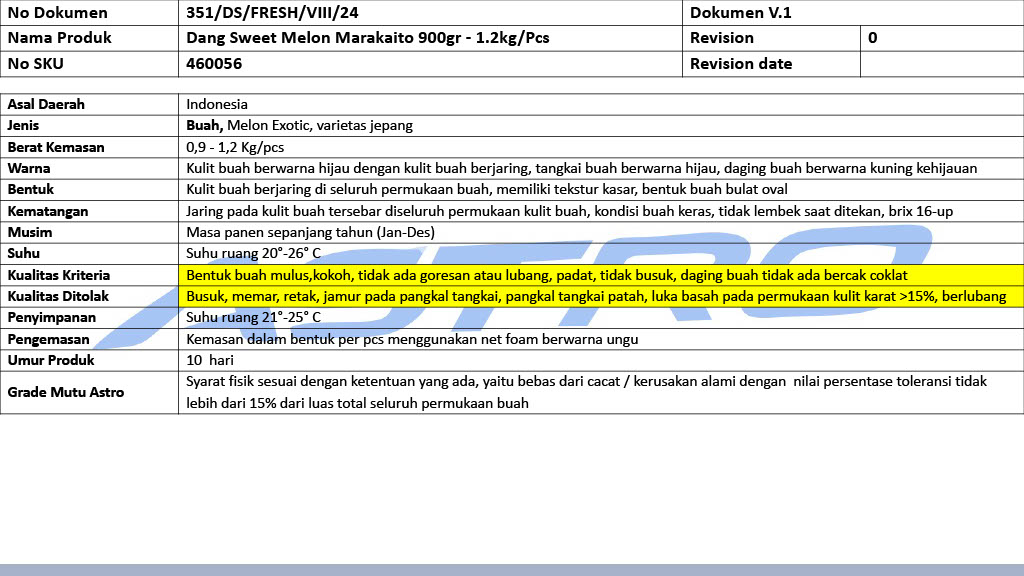 No Dokumen 351/DS/FRESH/VIII/24 Dokumen V.1
Nama Produk Dang Sweet Melon Marakaito 900gr - 1.2kg/Pcs Revision 0
No SKU 460056 Revision date
Asal Daerah Indonesia
Jenis Buah, Melon Exotic, varietas jepang
Berat Kemasan 0,9 - 1,2 Kg/pcs
Warna Kulit buah berwarna hijau dengan kulit buah berjaring, tangkai buah berwarna hijau, daging buah berwarna kuning kehijauan
Bentuk Kulit buah berjaring di seluruh permukaan buah, memiliki tekstur kasar, bentuk buah bulat oval
Kematangan Jaring pada kulit buah tersebar diseluruh permukaan kulit buah, kondisi buah keras, tidak lembek saat ditekan, brix 16-up
Musim Masa panen sepanjang tahun (Jan-Des)
Suhu Suhu ruang 20°-26° C
Kualitas Kriteria Bentuk buah mulus,kokoh, tidak ada goresan atau lubang, padat, tidak busuk, daging buah tidak ada bercak coklat
Kualitas Ditolak Busuk, memar, retak, jamur pada pangkal tangkai, pangkal tangkai patah, luka basah pada permukaan kulit karat >15%, berlubang
Penyimpanan Suhu ruang 21°-25° C
Pengemasan Kemasan dalam bentuk per pcs menggunakan net foam berwarna ungu
Umur Produk 10 hari
Grade Mutu Astro Syarat fisik sesuai dengan ketentuan yang ada, yaitu bebas dari cacat / kerusakan alami dengan nilai persentase toleransi tidak
lebih dari 15% dari luas total seluruh permukaan buah
ASTRO